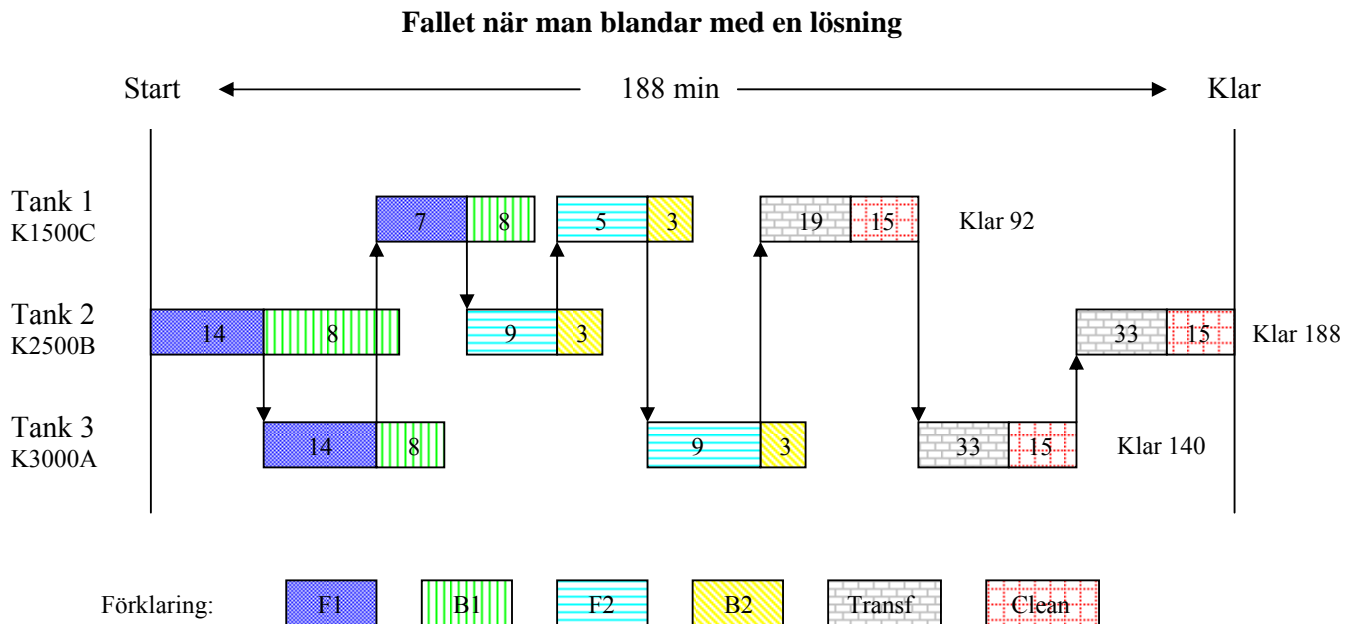 Fallet när man blandar med en lösning
Start 188 min Klar
Tank 1
K1500C
7 8 5 3 19 15 Klar 92
Tank 2
K2500B
14 8 9 3 33 15 Klar 188
Tank 3
K3000A
14 8 9 3 33 15 Klar 140
Förklaring: F1 B1 F2 B2 Transf Clean